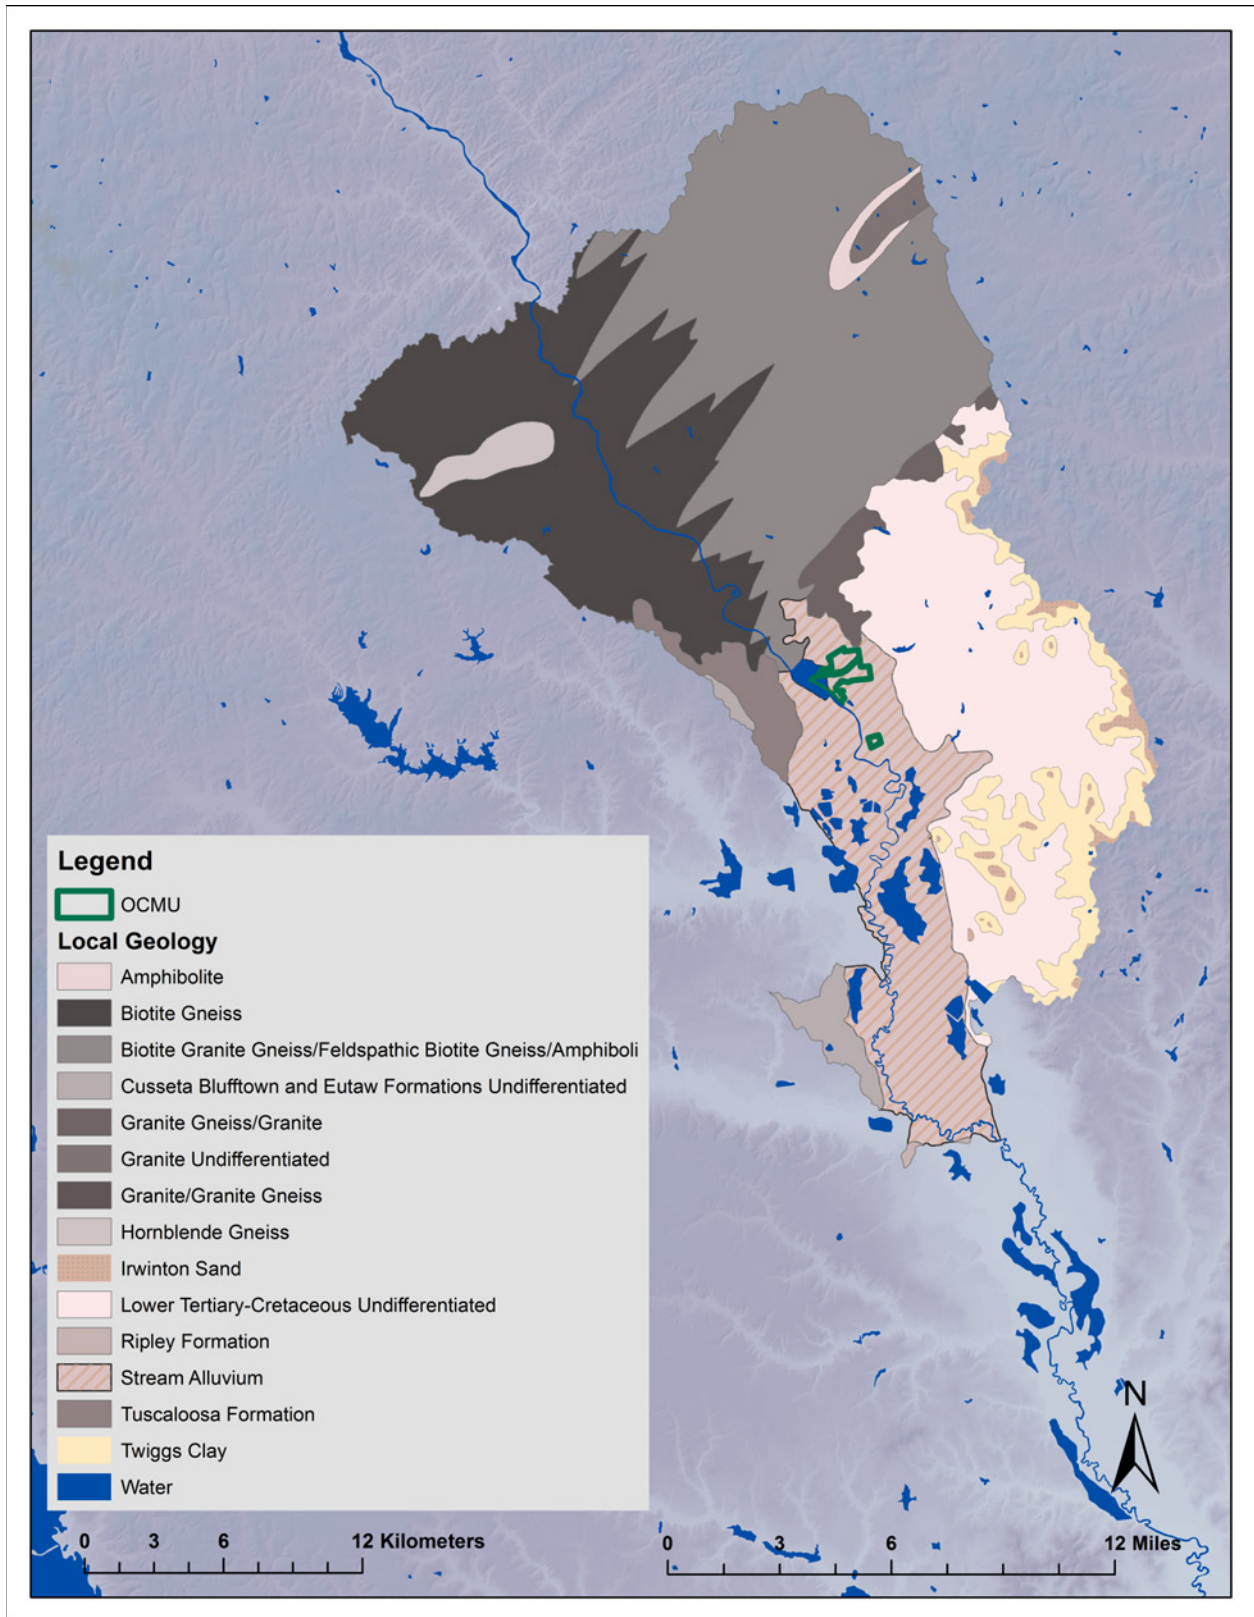 N
Legend
OCMU
Local Geology
Amphibolite
Biotite Gneiss
Biotite Granite Gneiss/Feldspathic Biotite Gneiss/Amphiboli
Cusseta Blufftown and Eutaw Formations Undifferentiated
Granite Gneiss/Granite
Granite Undifferentiated
Granite/Granite Gneiss
Hornblende Gneiss
Irwinton Sand
Lower Tertiary-Cretaceous Undifferentiated
Ripley Formation
Stream Alluvium
Tuscaloosa Formation
Twiggs Clay
Water
0 3 6 12 Kilometers
0 3 6 12 Miles